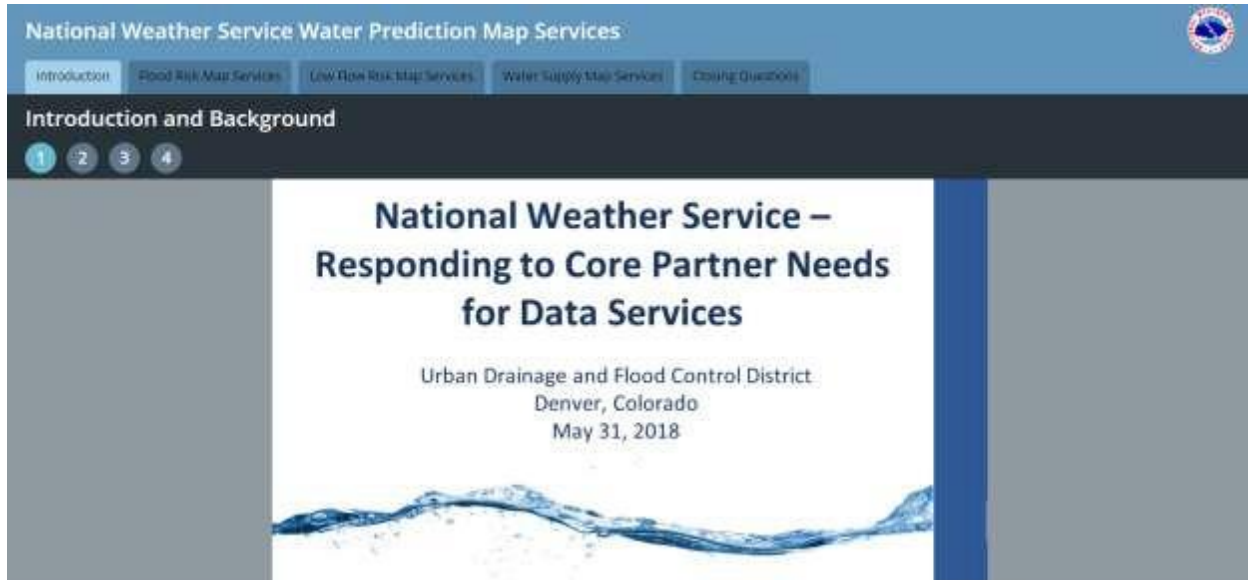 National Weather Service Water Prediction Map Services
Introduction
Flood Risk Map Services
Low Flow Risk Map Services
Water Supply Map Services
Closing Questions
Introduction and Background
1 2 3 4
National Weather Service –
Responding to Core Partner Needs
for Data Services
Urban Drainage and Flood Control District
Denver, Colorado
May 31, 2018